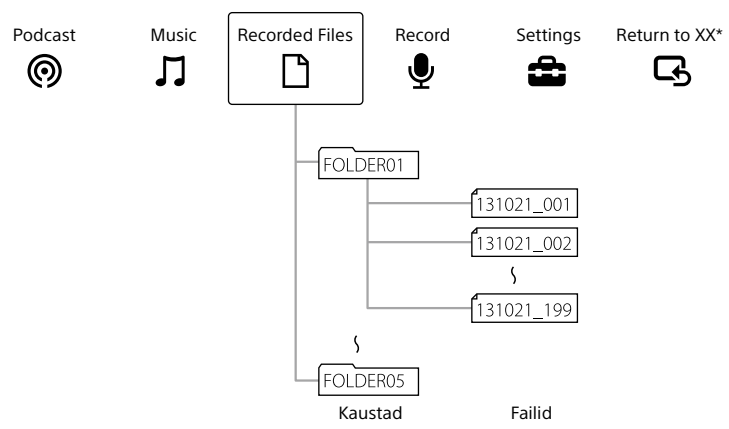 Podcast Music Recorded Files Record Settings Return to XX*
FOLDER01
131021_001
131021_002
131021_199
FOLDER05
Kaustad Failid